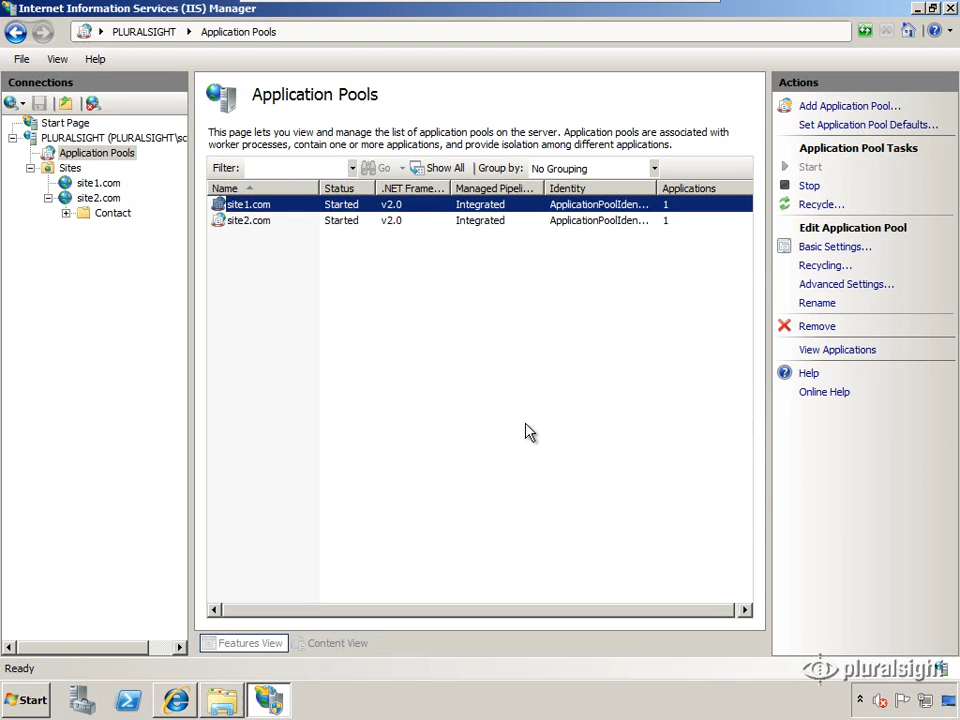 Internet Information Services (IIS) Manager
PLURALSIGHT
Application Pools
File View Help
Connections
Start Page
PLURALSIGHT (PLURALSIGHT\sc
Application Pools
Sites
site1.com
site2.com
Contact
Application Pools
This page lets you view and manage the list of application pools on the server. Application pools are associated with
worker processes, contain one or more applications, and provide isolation among different applications.
Filter: Go Show All Group by: No Grouping
Name Status .NET Frame... Managed Pipeli... Identity Applications
site1.com Started v2.0 Integrated ApplicationPoolIden... 1
site2.com Started v2.0 Integrated ApplicationPoolIden... 1
Features View Content View
Actions
Add Application Pool...
Set Application Pool Defaults...
Application Pool Tasks
Start
Stop
Recycle...
Edit Application Pool
Basic Settings...
Recycling...
Advanced Settings...
Rename
Remove
View Applications
Help
Online Help
Ready
pluralsight
Start